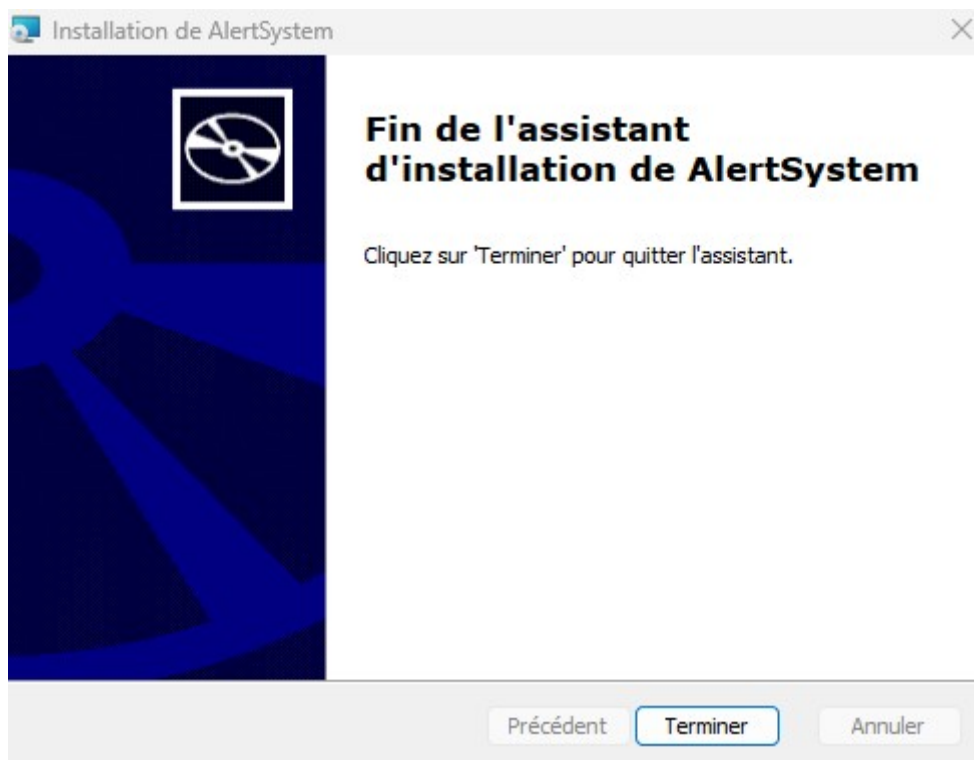 Installation de AlertSystem
Fin de l'assistant
d'installation de AlertSystem
Cliquez sur 'Terminer' pour quitter l'assistant.
Précédent
Terminer
Annuler